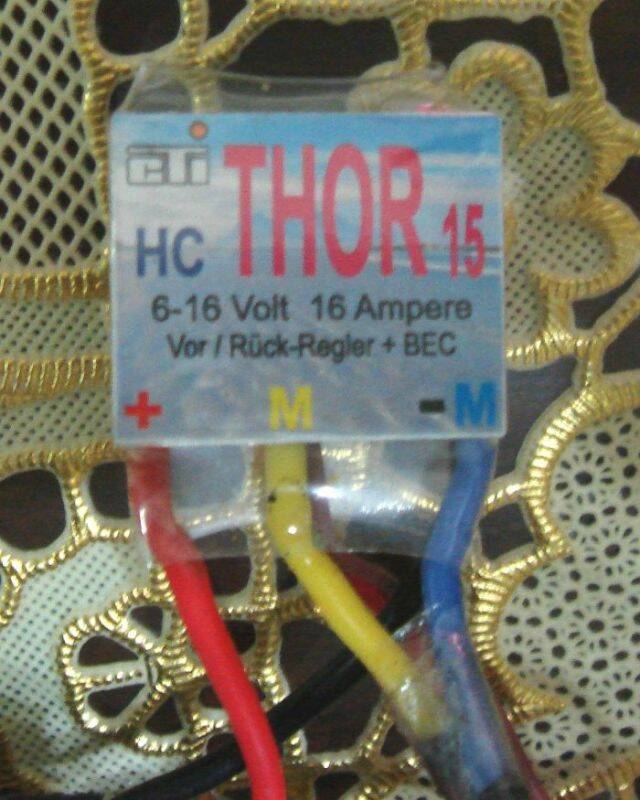 CTi
THOR
HC 15
6-16 Volt 16 Ampere
Vor / Rück-Regler + BEC
+ M - M